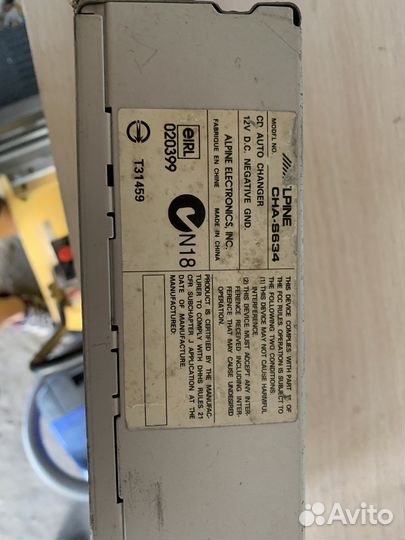 MODEL NO.
ALPINE
CHA-S634
CD AUTO CHANGER
12V D.C. NEGATIVE GND.
ALPINE ELECTRONICS, INC.
FABRIQUE EN CHINE MADE IN CHINA
eIRL
020399
N18
T31459
THIS DEVICE COMPLIES WITH PART 15 OF
THE FCC RULES. OPERATION IS SUBJECT TO
THE FOLLOWING TWO CONDITIONS:
(1) THIS DEVICE MAY NOT CAUSE HARMFUL
INTERFERENCE.
(2) THIS DEVICE MUST ACCEPT ANY INTER-
FERENCE RECEIVED INCLUDING INTER-
FERENCE THAT MAY CAUSE UNDESIRED
OPERATION.
PRODUCT IS CERTIFIED BY THE MANUFAC-
TURER TO COMPLY WITH DHHS RULES 21
CFR SUBCHAPTER J APPLICATION AT THE
DATE OF MANUFACTURE.
MANUFACTURED:
Avito